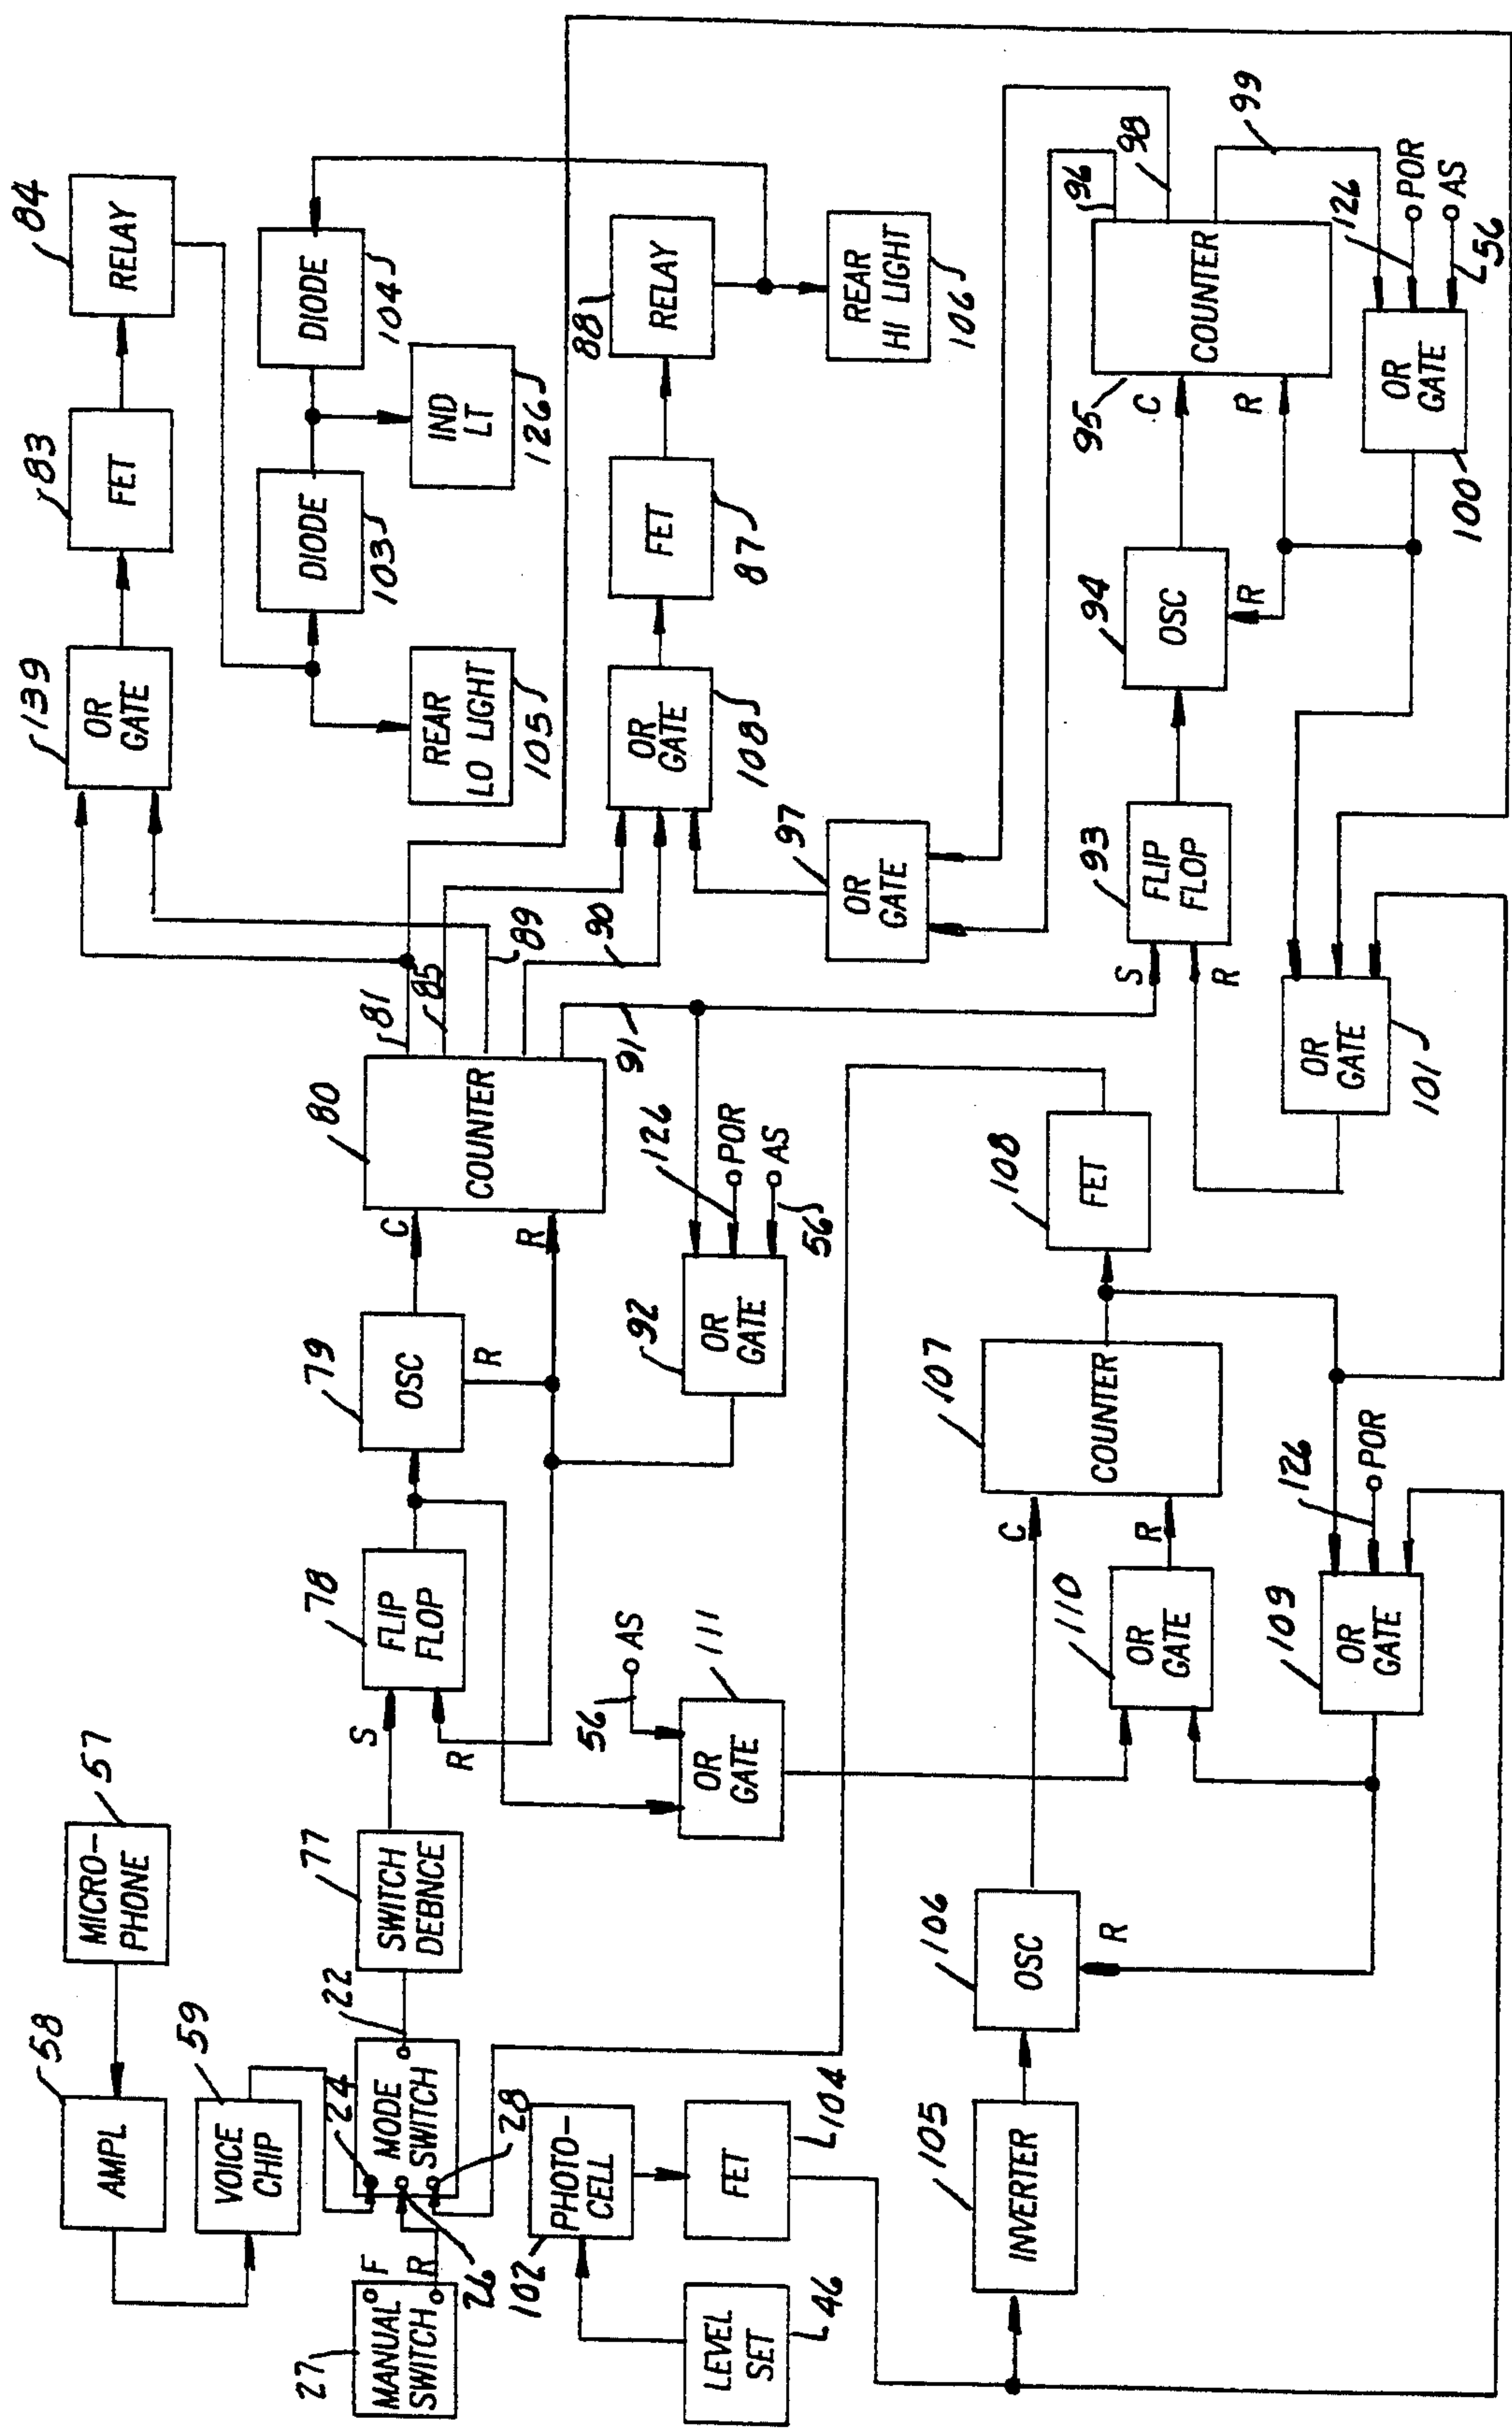 58
AMPL
57
MICRO-
PHONE
59
VOICE
CHIP
24
MODE
SWITCH
22
26
28
27
MANUAL
SWITCH
F
R
77
SWITCH
DEBNCE
S
R
78
FLIP
FLOP
79
OSC
R
C
R
80
COUNTER
81
85
89
90
91
139
OR
GATE
83
FET
84
RELAY
DIODE
103
DIODE
104
REAR
LO LIGHT
105
IND
LT
126
OR
GATE
108
FET
87
88
RELAY
REAR
HI LIGHT
106
97
OR
GATE
92
OR
GATE
126
POR
AS
56
56
AS
111
OR
GATE
102
PHOTO-
CELL
LEVEL
SET
46
FET
104
105
INVERTER
106
OSC
R
C
R
107
COUNTER
108
FET
110
OR
GATE
109
OR
GATE
126
POR
S
R
93
FLIP
FLOP
94
OSC
R
95
C
R
COUNTER
96
98
99
OR
GATE
100
126
POR
AS
56
OR
GATE
101